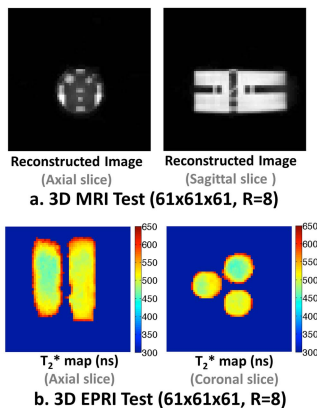 Reconstructed Image Reconstructed Image
(Axial slice) (Sagittal slice )
a. 3D MRI Test (61x61x61, R=8)
650 650
600 600
550 550
500 500
450 450
400 400
350 350
300 300
T2* map (ns) T2* map (ns)
(Axial slice) (Coronal slice)
b. 3D EPRI Test (61x61x61, R=8)